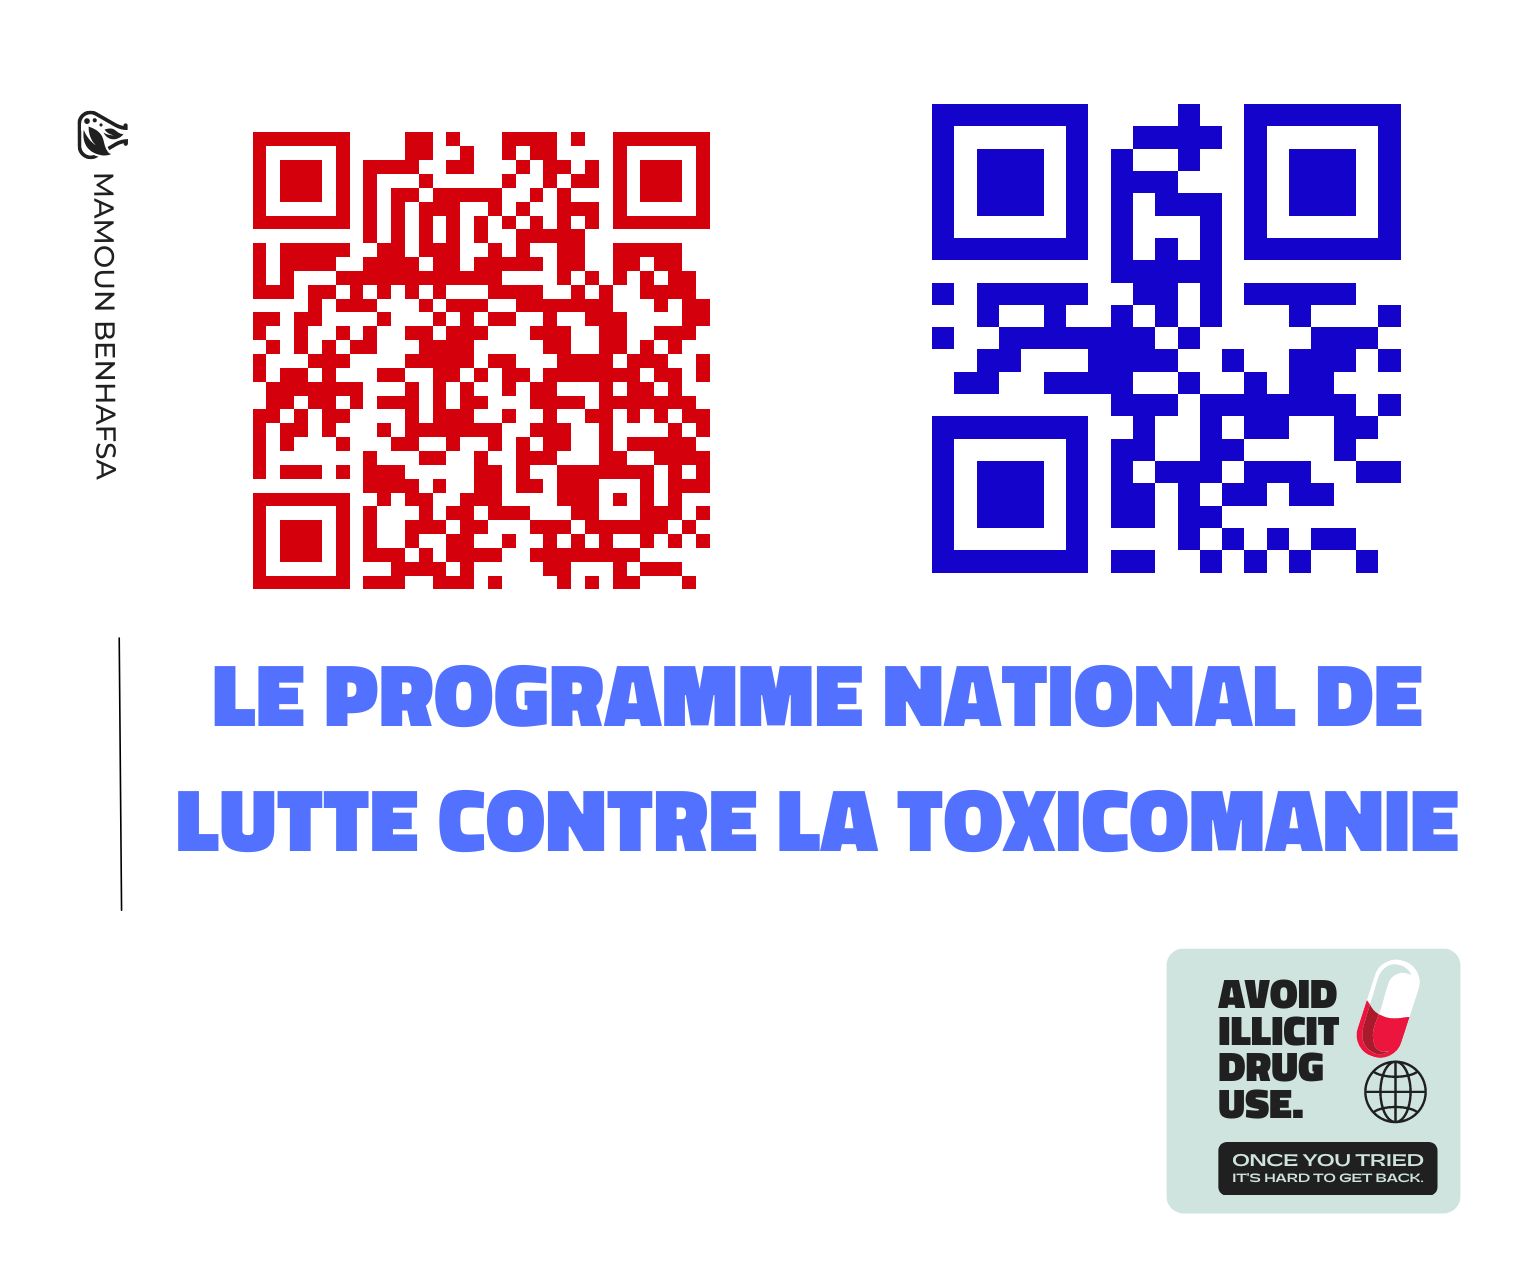 MAMOUN BENHAFSA
LE PROGRAMME NATIONAL DE
LUTTE CONTRE LA TOXICOMANIE
AVOID
ILLICIT
DRUG
USE.
ONCE YOU TRIED
IT'S HARD TO GET BACK.